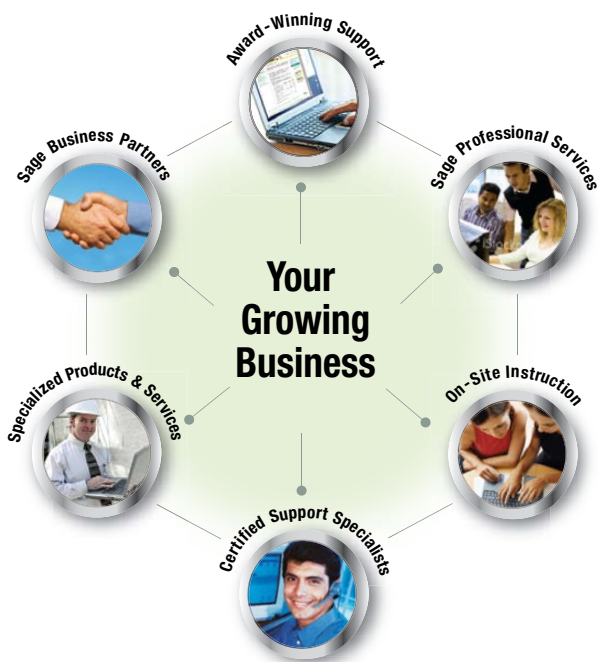 Award-Winning Support
Sage Professional Services
On-Site Instruction
Certified Support Specialists
Specialized Products & Services
Sage Business Partners
Your
Growing
Business